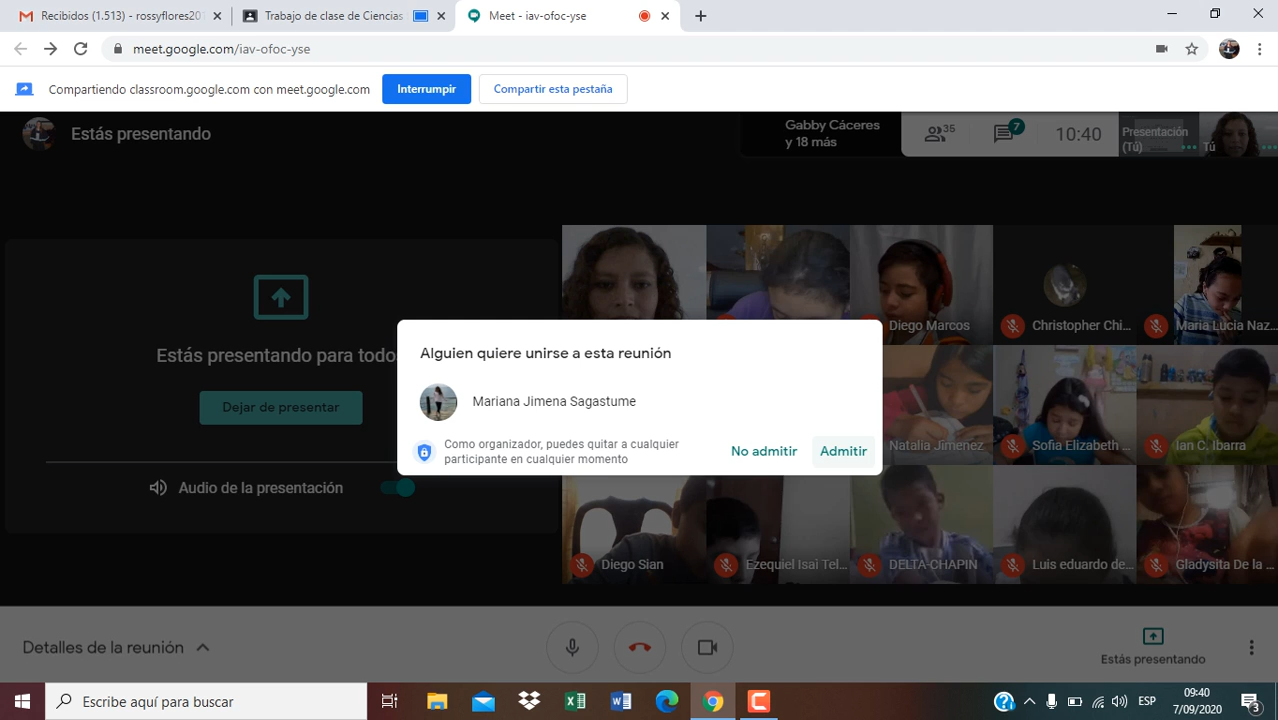 Recibidos (1.513) - rossyflores201
Trabajo de clase de Ciencias
Meet - iav-ofoc-yse
meet.google.com/iav-ofoc-yse
Compartiendo classroom.google.com con meet.google.com
Interrumpir
Compartir esta pestaña
Estás presentando
Gabby Cáceres
y 18 más
35
7
10:40
Presentación
(Tú)
Tú
Estás presentando para todos
Dejar de presentar
Audio de la presentación
Diego Marcos
Christopher Chi...
Maria Lucia Naz...
Alguien quiere unirse a esta reunión
Mariana Jimena Sagastume
Como organizador, puedes quitar a cualquier
participante en cualquier momento
No admitir
Admitir
Natalia Jimenez
Sofia Elizabeth ...
Ian C. Ibarra
Diego Sian
Ezequiel Isaì Tel...
DELTA-CHAPIN
Luis eduardo de...
Gladysita De la ...
Detalles de la reunión
Estás presentando
Escribe aquí para buscar
ESP
09:40
7/09/2020
3